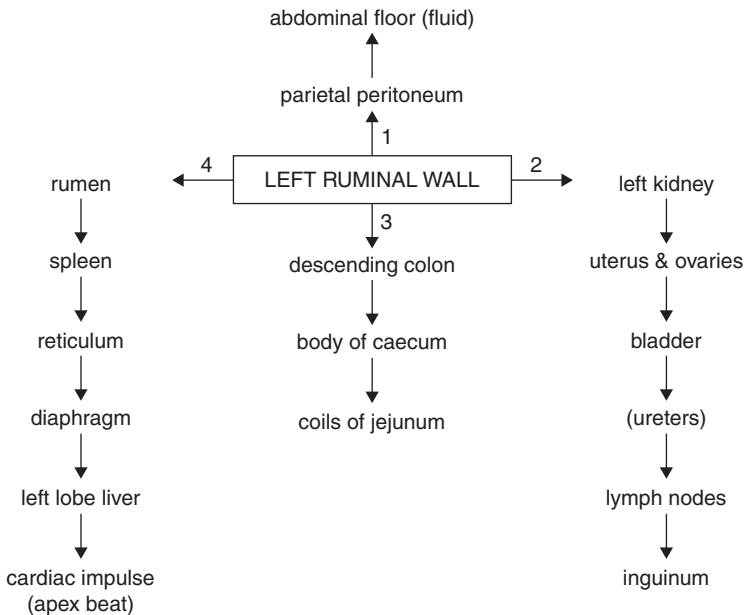 abdominal floor (fluid)
parietal peritoneum
1
4
LEFT RUMINAL WALL
2
3
rumen
left kidney
spleen
descending colon
uterus & ovaries
reticulum
body of caecum
bladder
diaphragm
coils of jejunum
(ureters)
left lobe liver
lymph nodes
cardiac impulse
(apex beat)
inguinum